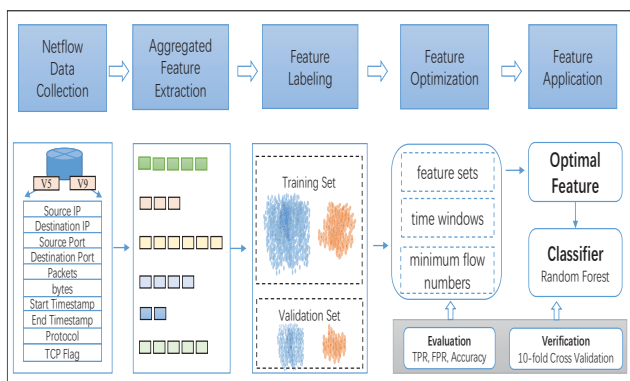 Netflow
Data
Collection
Aggregated
Feature
Extraction
Feature
Labeling
Feature
Optimization
Feature
Application
V5
V9
Source IP
Destination IP
Source Port
Destination Port
Packets
bytes
Start Timestamp
End Timestamp
Protocol
TCP Flag
Training Set
Validation Set
feature sets
time windows
minimum flow
numbers
Optimal
Feature
Classifier
Random Forest
Evaluation
TPR, FPR, Accuracy
Verification
10-fold Cross Validation